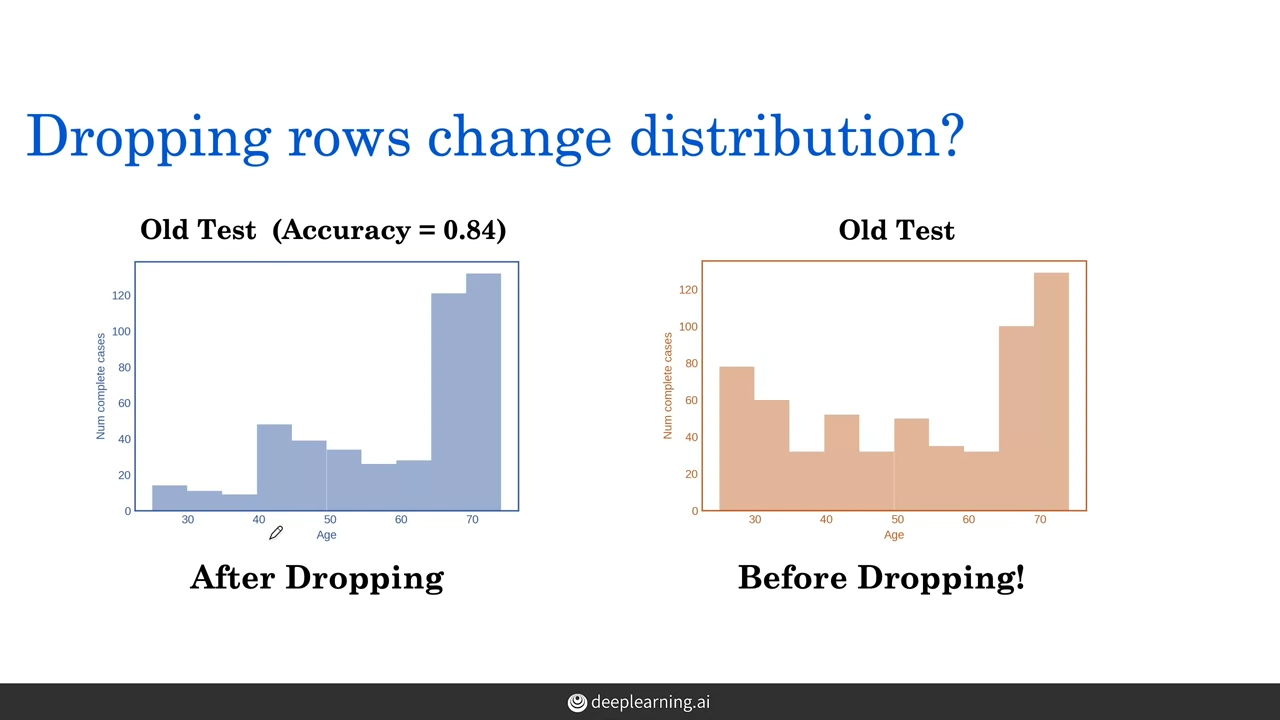 Dropping rows change distribution?
Old Test (Accuracy = 0.84)
Num complete cases
120
100
80
60
40
20
0
30 40 50 60 70
Age
After Dropping
Old Test
Num complete cases
120
100
80
60
40
20
0
30 40 50 60 70
Age
Before Dropping!
deeplearning.ai